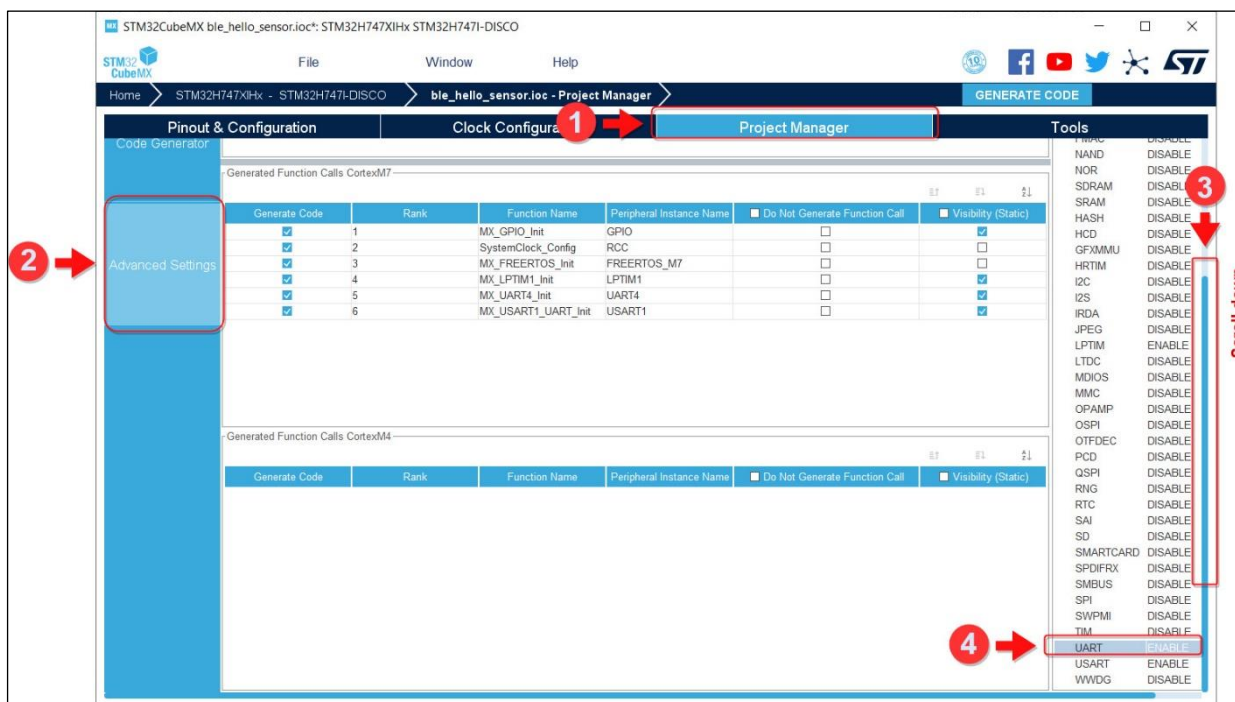 STM32CubeMX ble_hello_sensor.ioc*: STM32H747XIHx STM32H747I-DISCO
STM32
CubeMX
File Window Help
Home STM32H747XIHx - STM32H747I-DISCO ble_hello_sensor.ioc - Project Manager GENERATE CODE
Pinout & Configuration Clock Configura 1 Project Manager Tools
Code Generator
2
Advanced Settings
Generated Function Calls CortexM7
Generate Code Rank Function Name Peripheral Instance Name Do Not Generate Function Call Visibility (Static)
1 MX_GPIO_Init GPIO
2 SystemClock_Config RCC
3 MX_FREERTOS_Init FREERTOS_M7
4 MX_LPTIM1_Init LPTIM1
5 MX_UART4_Init UART4
6 MX_USART1_UART_Init USART1
Generated Function Calls CortexM4
Generate Code Rank Function Name Peripheral Instance Name Do Not Generate Function Call Visibility (Static)
NAND DISABLE
NOR DISABLE
SDRAM DISABL
3
SRAM DISABLE
HASH DISABLE
HCD DISABLE
GFXMMU DISABLE
HRTIM DISABLE
I2C DISABLE
I2S DISABLE
IRDA DISABLE
JPEG DISABLE
LPTIM ENABLE
LTDC DISABLE
MDIOS DISABLE
MMC DISABLE
OPAMP DISABLE
OSPI DISABLE
OTFDEC DISABLE
PCD DISABLE
QSPI DISABLE
RNG DISABLE
RTC DISABLE
SAI DISABLE
SD DISABLE
SMARTCARD DISABLE
SPDIFRX DISABLE
SMBUS DISABLE
SPI DISABLE
SWPMI DISABLE
TIM DISABLE
4
UART ENABLE
USART ENABLE
WWDG DISABLE